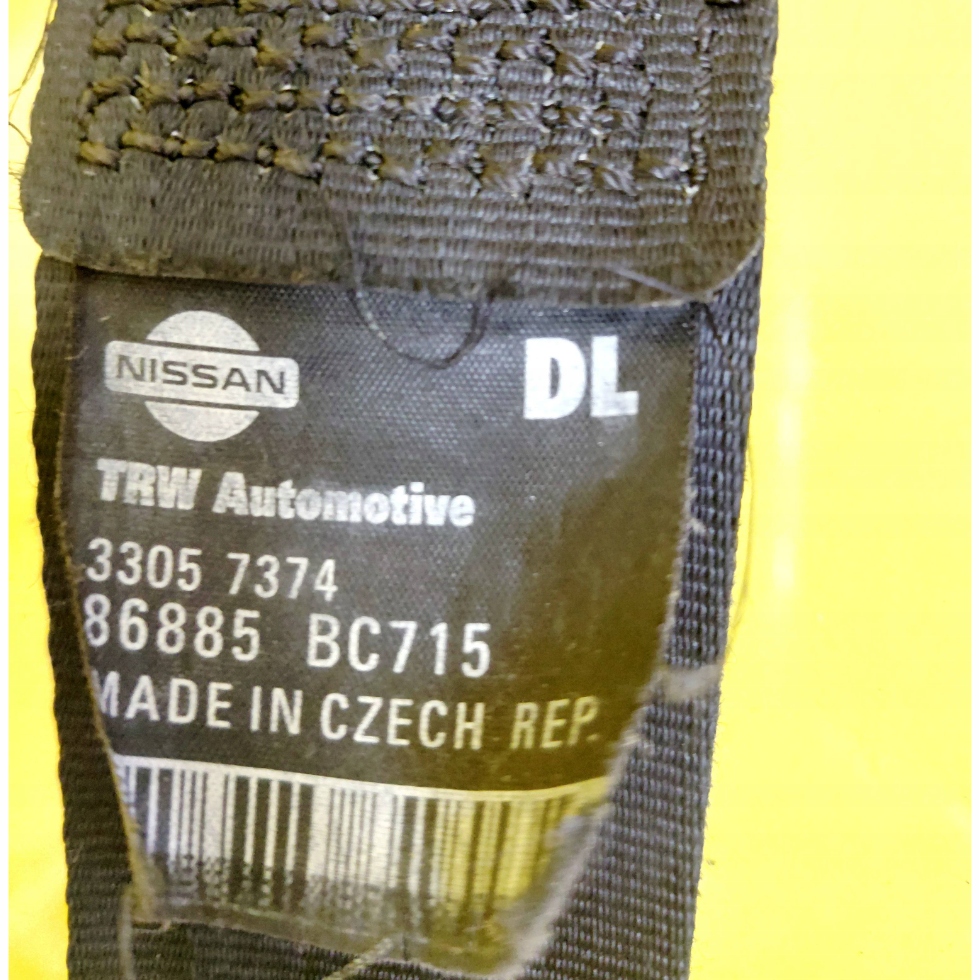 NISSAN
DL
TRW Automotive
3305 7374
86885 BC715
MADE IN CZECH REP.